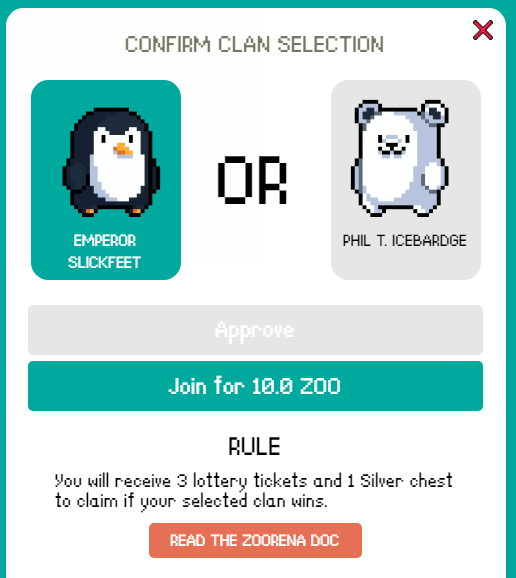 CONFIRM CLAN SELECTION
EMPEROR
SLICKFEET
OR
PHIL T. ICEBARDGE
Approve
Join for 10.0 ZOO
RULE
You will receive 3 lottery tickets and 1 Silver chest
to claim if your selected clan wins.
READ THE ZOORENA DOC